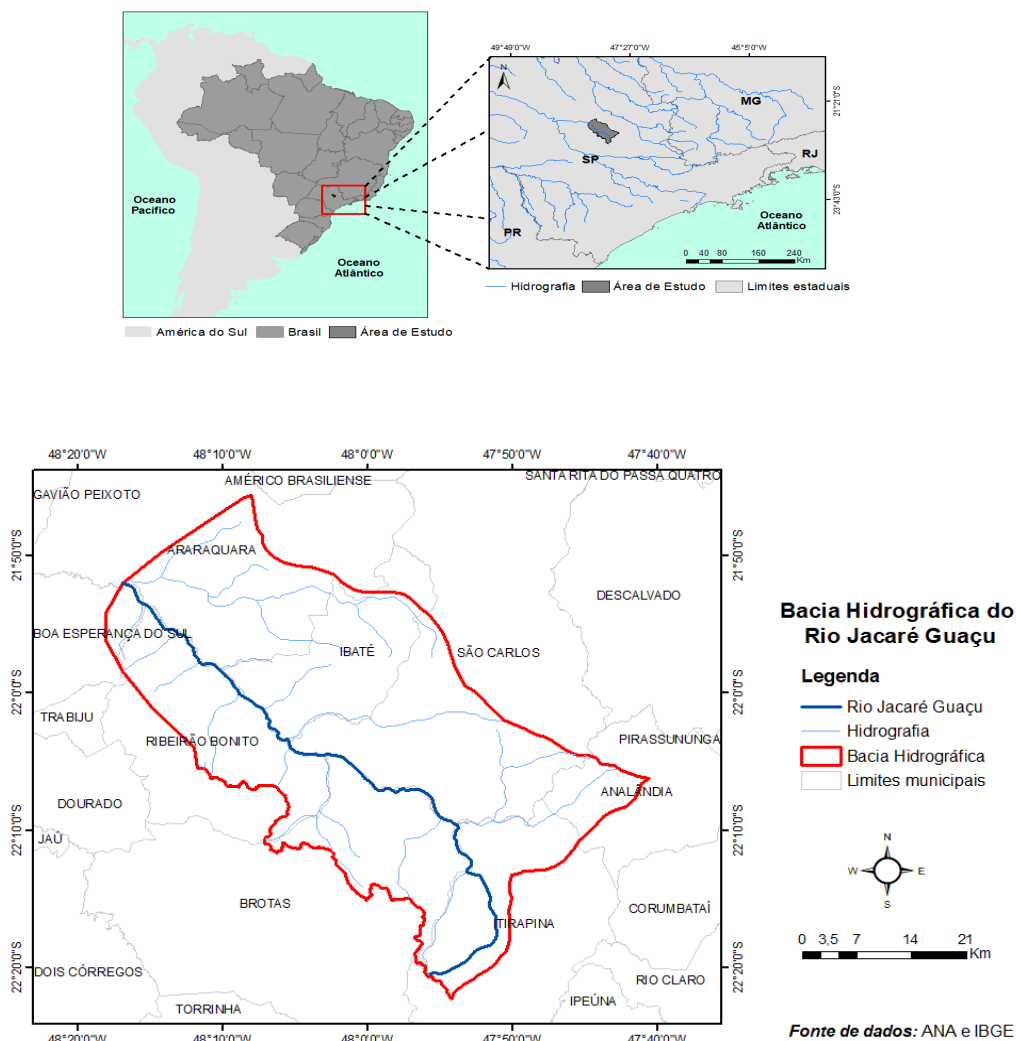 Oceano
Pacífico
Oceano
Atlântico
América do Sul Brasil Área de Estudo
49°49'0"W 47°27'0"W 45°5'0"W
N
MG
21°21'0"S
SP
RJ
23°43'0"S
PR
Oceano
Atlântico
0 40 80 160 240
Km
Hidrografia Área de Estudo Limites estaduais
48°20'0"W 48°10'0"W 48°0'0"W 47°50'0"W 47°40'0"W
SANTA RITA DO PASSA QUATRO
AMÉRICO BRASILIENSE
GAVIÃO PEIXOTO
ARARAQUARA
21°50'0"S 21°50'0"S
DESCALVADO
BOA ESPERANÇA DO SUL
IBATÉ
SÃO CARLOS
22°0'0"S 22°0'0"S
TRABIJU
RIBEIRÃO BONITO
PIRASSUNUNGA
ANALÂNDIA
DOURADO
22°10'0"S 22°10'0"S
JAÚ
BROTAS
CORUMBATAÍ
ITIRAPINA
22°20'0"S 22°20'0"S
DOIS CÓRREGOS
RIO CLARO
IPEÚNA
TORRINHA
48°20'0"W 48°10'0"W 48°0'0"W 47°50'0"W 47°40'0"W
Bacia Hidrográfica do
Rio Jacaré Guaçu
Legenda
Rio Jacaré Guaçu
Hidrografia
Bacia Hidrográfica
Limites municipais
N
W E
S
0 3,5 7 14 21
Km
Fonte de dados: ANA e IBGE